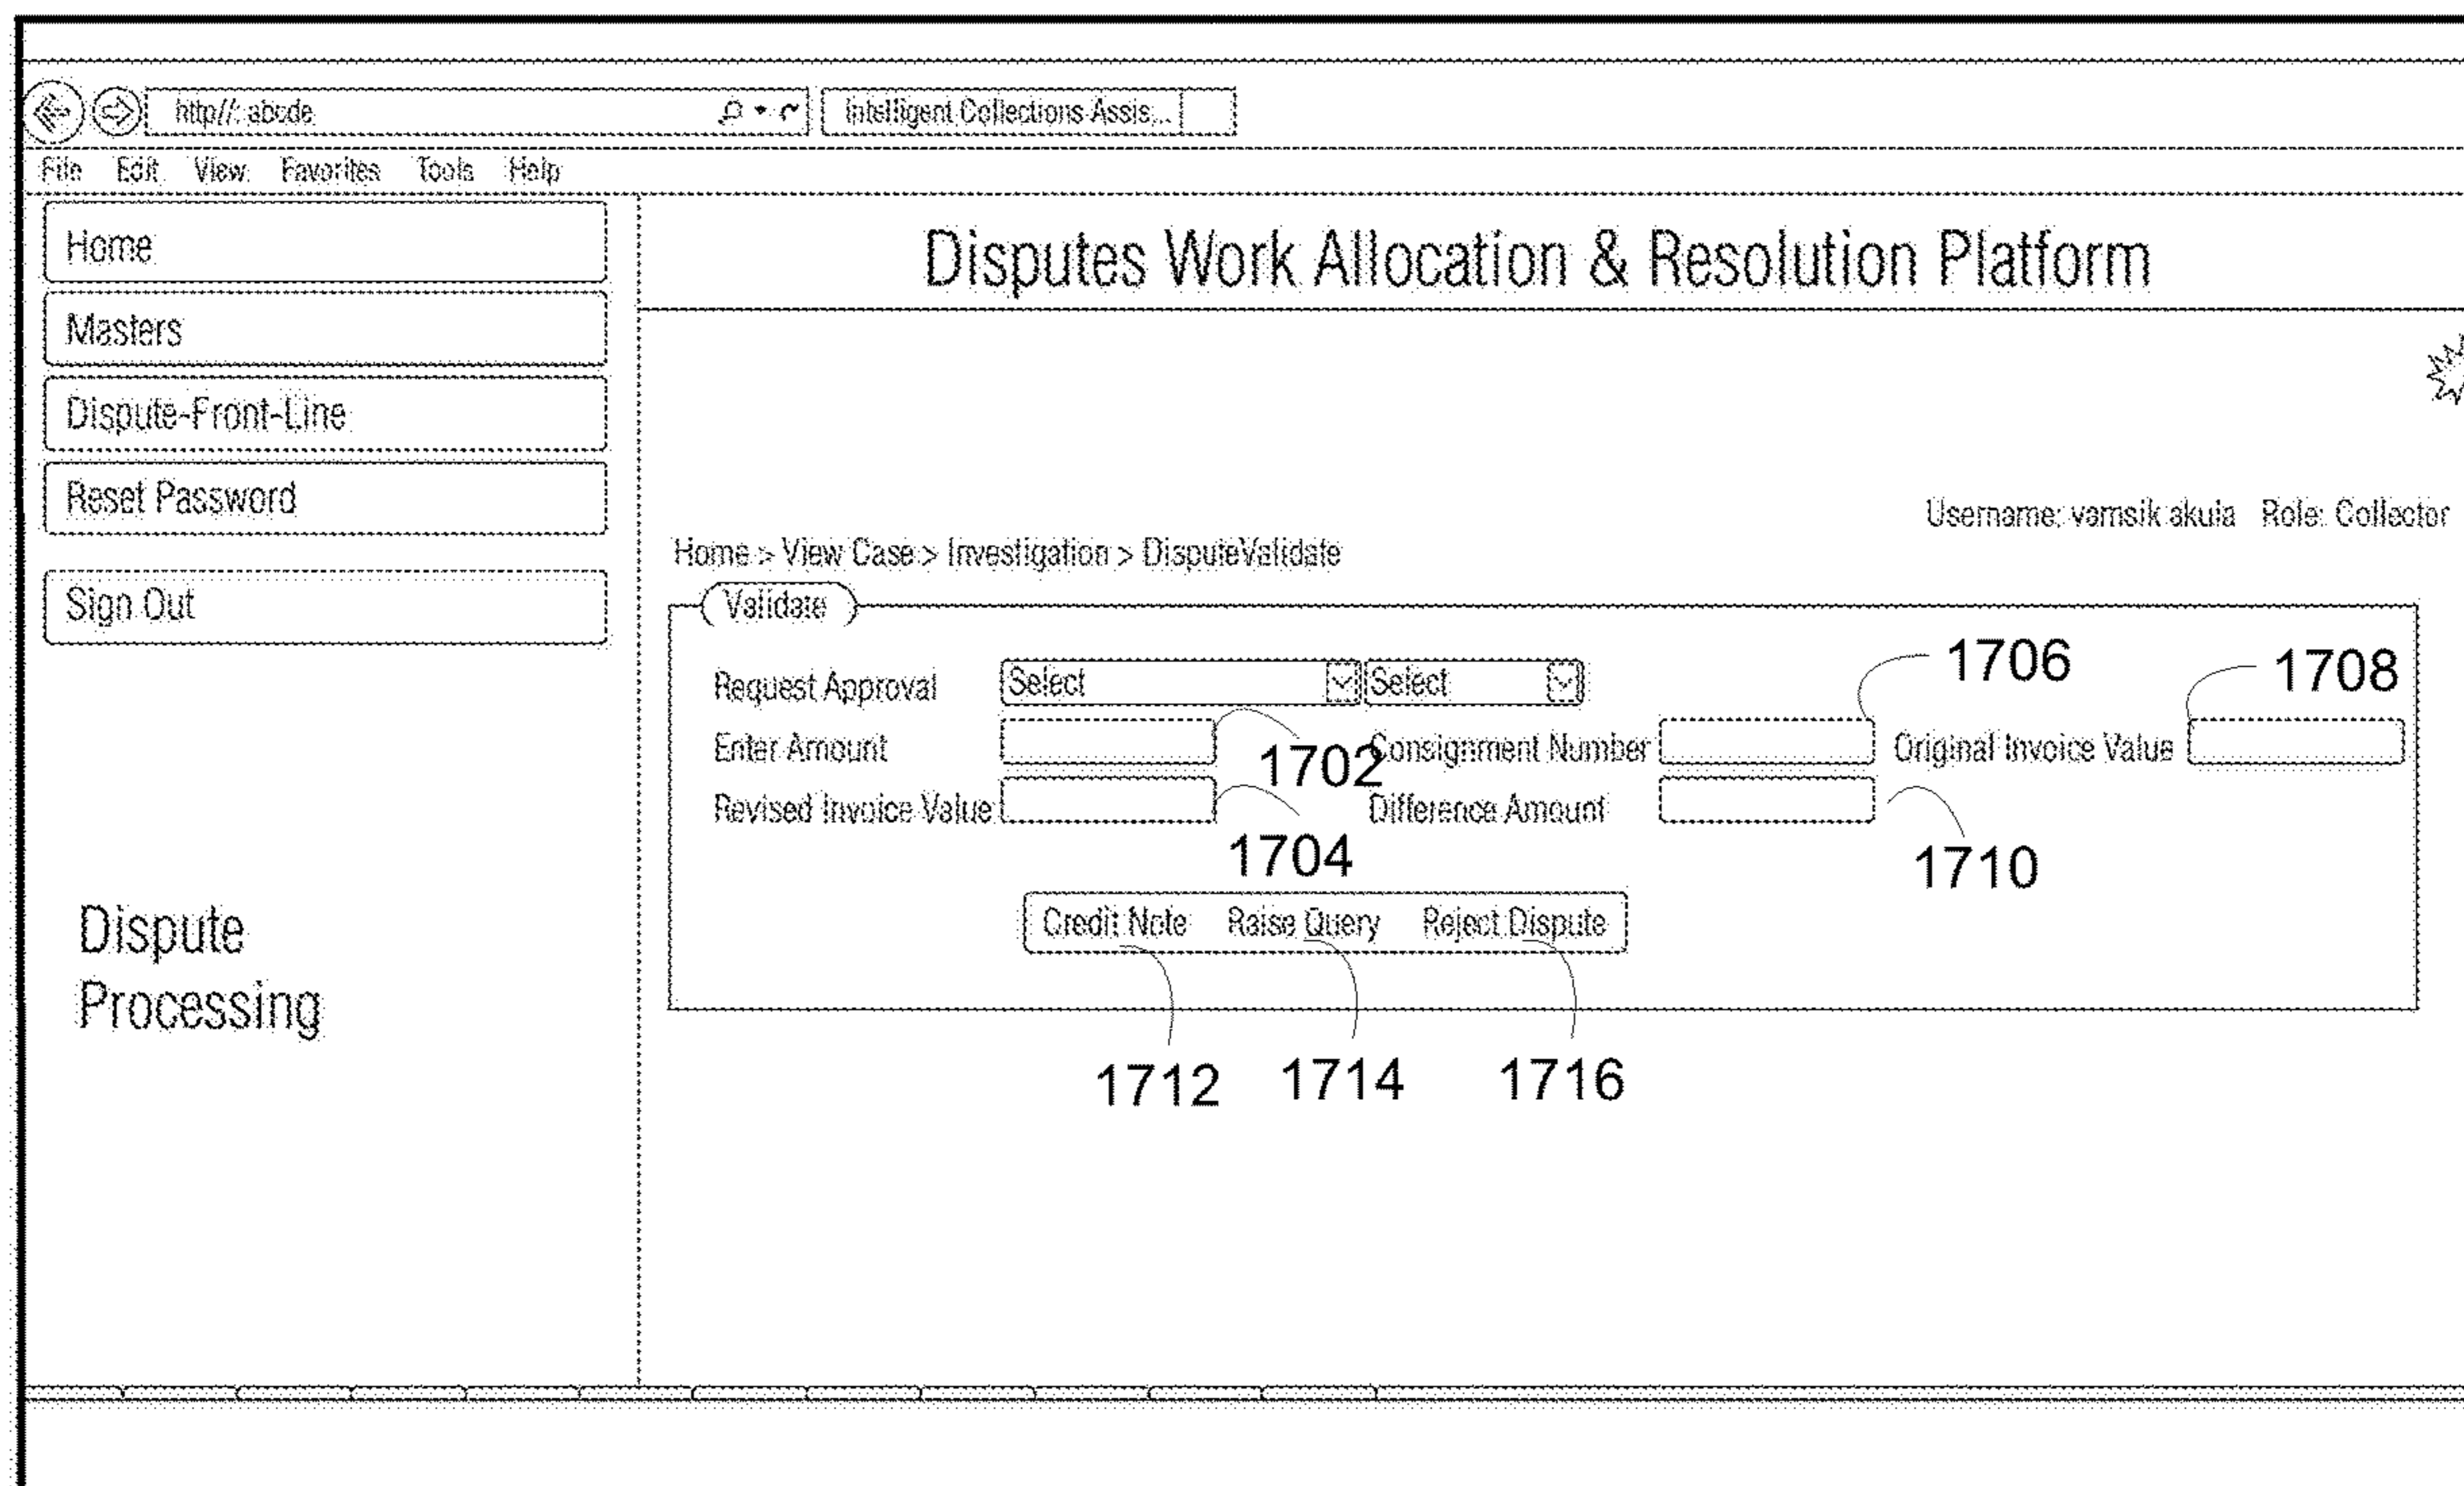 http//: abcde
Intelligent Collections Assis...
File Edit View Favorites Tools Help
Home
Masters
Dispute-Front-Line
Reset Password
Sign Out
Dispute
Processing
Disputes Work Allocation & Resolution Platform
Username: vamsik akula Role: Collector
Home > View Case > Investigation > DisputeValidate
Validate
Request Approval Select Select
1706
1708
Enter Amount
1702
Consignment Number
Original Invoice Value
Revised Invoice Value
1704
Difference Amount
1710
Credit Note Raise Query Reject Dispute
1712 1714 1716